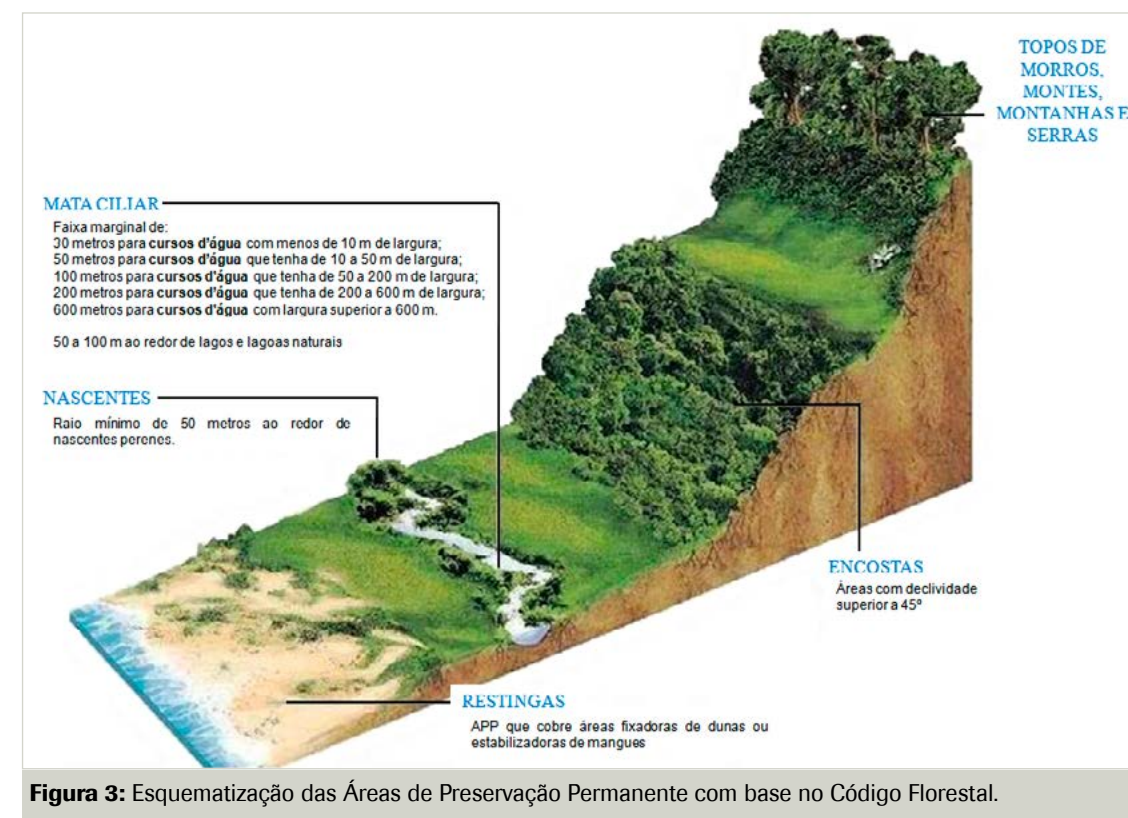 TOPOS DE
MORROS,
MONTES,
MONTANHAS E
SERRAS
MATA CILIAR
Faixa marginal de:
30 metros para cursos d'água com menos de 10 m de largura;
50 metros para cursos d'água que tenha de 10 a 50 m de largura;
100 metros para cursos d'água que tenha de 50 a 200 m de largura;
200 metros para cursos d'água que tenha de 200 a 600 m de largura;
600 metros para cursos d'água com largura superior a 600 m.
50 a 100 m ao redor de lagos e lagoas naturais
NASCENTES
Raio mínimo de 50 metros ao redor de
nascentes perenes.
ENCOSTAS
Áreas com declividade
superior a 45º
RESTINGAS
APP que cobre áreas fixadoras de dunas ou
estabilizadoras de mangues
Figura 3: Esquematização das Áreas de Preservação Permanente com base no Código Florestal.